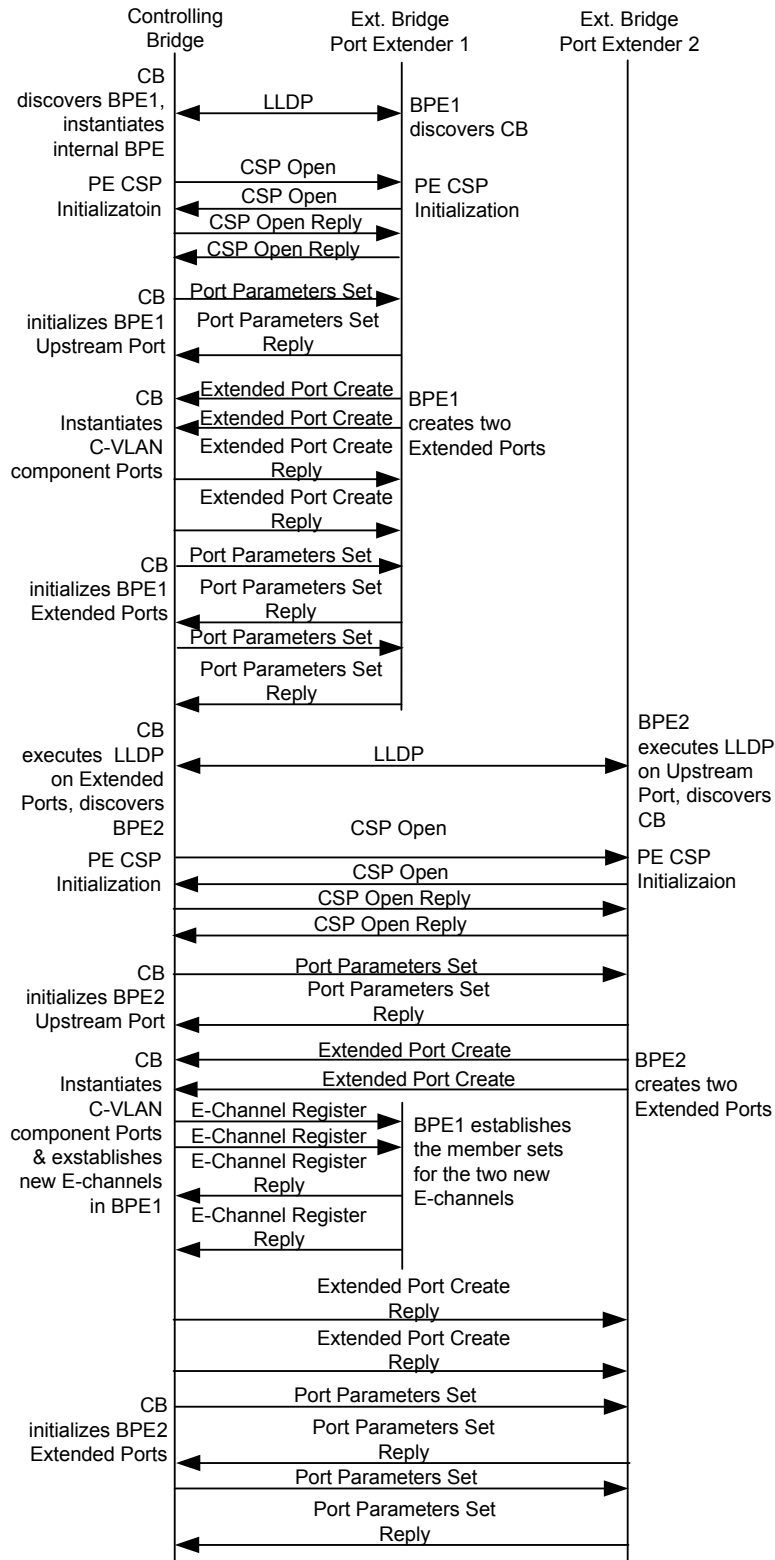 Controlling
Bridge
Ext. Bridge
Port Extender 1
Ext. Bridge
Port Extender 2
CB
discovers BPE1,
instantiates
internal BPE
LLDP
BPE1
discovers CB
CSP Open
PE CSP
Initializatoin
CSP Open
PE CSP
Initialization
CSP Open Reply
CSP Open Reply
CB
initializes BPE1
Upstream Port
Port Parameters Set
Port Parameters Set
Reply
CB
Instantiates
C-VLAN
component Ports
Extended Port Create
Extended Port Create
BPE1
creates two
Extended Ports
Extended Port Create
Reply
Extended Port Create
Reply
CB
initializes BPE1
Extended Ports
Port Parameters Set
Port Parameters Set
Reply
Port Parameters Set
Port Parameters Set
Reply
CB
executes LLDP
on Extended
Ports, discovers
BPE2
LLDP
BPE2
executes LLDP
on Upstream
Port, discovers
CB
CSP Open
PE CSP
Initialization
CSP Open
PE CSP
Initializaion
CSP Open Reply
CSP Open Reply
CB
initializes BPE2
Upstream Port
Port Parameters Set
Port Parameters Set
Reply
CB
Instantiates
C-VLAN
component Ports
& exstablishes
new E-channels
in BPE1
Extended Port Create
Extended Port Create
BPE2
creates two
Extended Ports
E-Channel Register
E-Channel Register
E-Channel Register
Reply
E-Channel Register
Reply
BPE1 establishes
the member sets
for the two new
E-channels
Extended Port Create
Reply
Extended Port Create
Reply
CB
initializes BPE2
Extended Ports
Port Parameters Set
Port Parameters Set
Reply
Port Parameters Set
Port Parameters Set
Reply